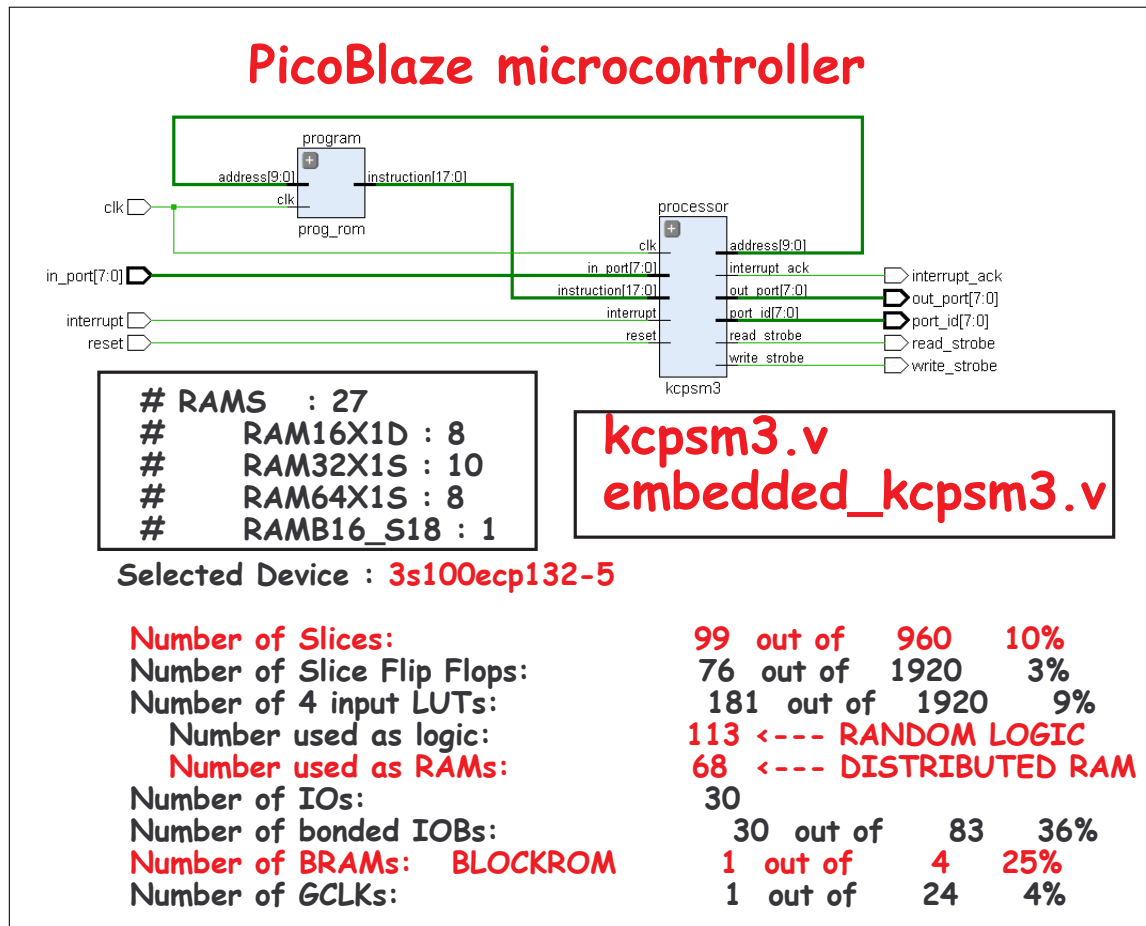 PicoBlaze microcontroller
program
address[9:0]
instruction[17:0]
clk
clk
prog_rom
processor
clk
address[9:0]
in_port[7:0]
in_port[7:0]
interrupt_ack
interrupt_ack
instruction[17:0]
out_port[7:0]
out_port[7:0]
interrupt
interrupt
port_id[7:0]
port_id[7:0]
reset
reset
read_strobe
read_strobe
write_strobe
write_strobe
kcpsm3
# RAMS : 27
# RAM16X1D : 8
# RAM32X1S : 10
# RAM64X1S : 8
# RAMB16_S18 : 1
kcpsm3.v
embedded_kcpsm3.v
Selected Device : 3s100ecp132-5
Number of Slices: 99 out of 960 10%
Number of Slice Flip Flops: 76 out of 1920 3%
Number of 4 input LUTs: 181 out of 1920 9%
Number used as logic: 113 <--- RANDOM LOGIC
Number used as RAMs: 68 <--- DISTRIBUTED RAM
Number of IOs: 30
Number of bonded IOBs: 30 out of 83 36%
Number of BRAMs: BLOCKROM 1 out of 4 25%
Number of GCLKs: 1 out of 24 4%